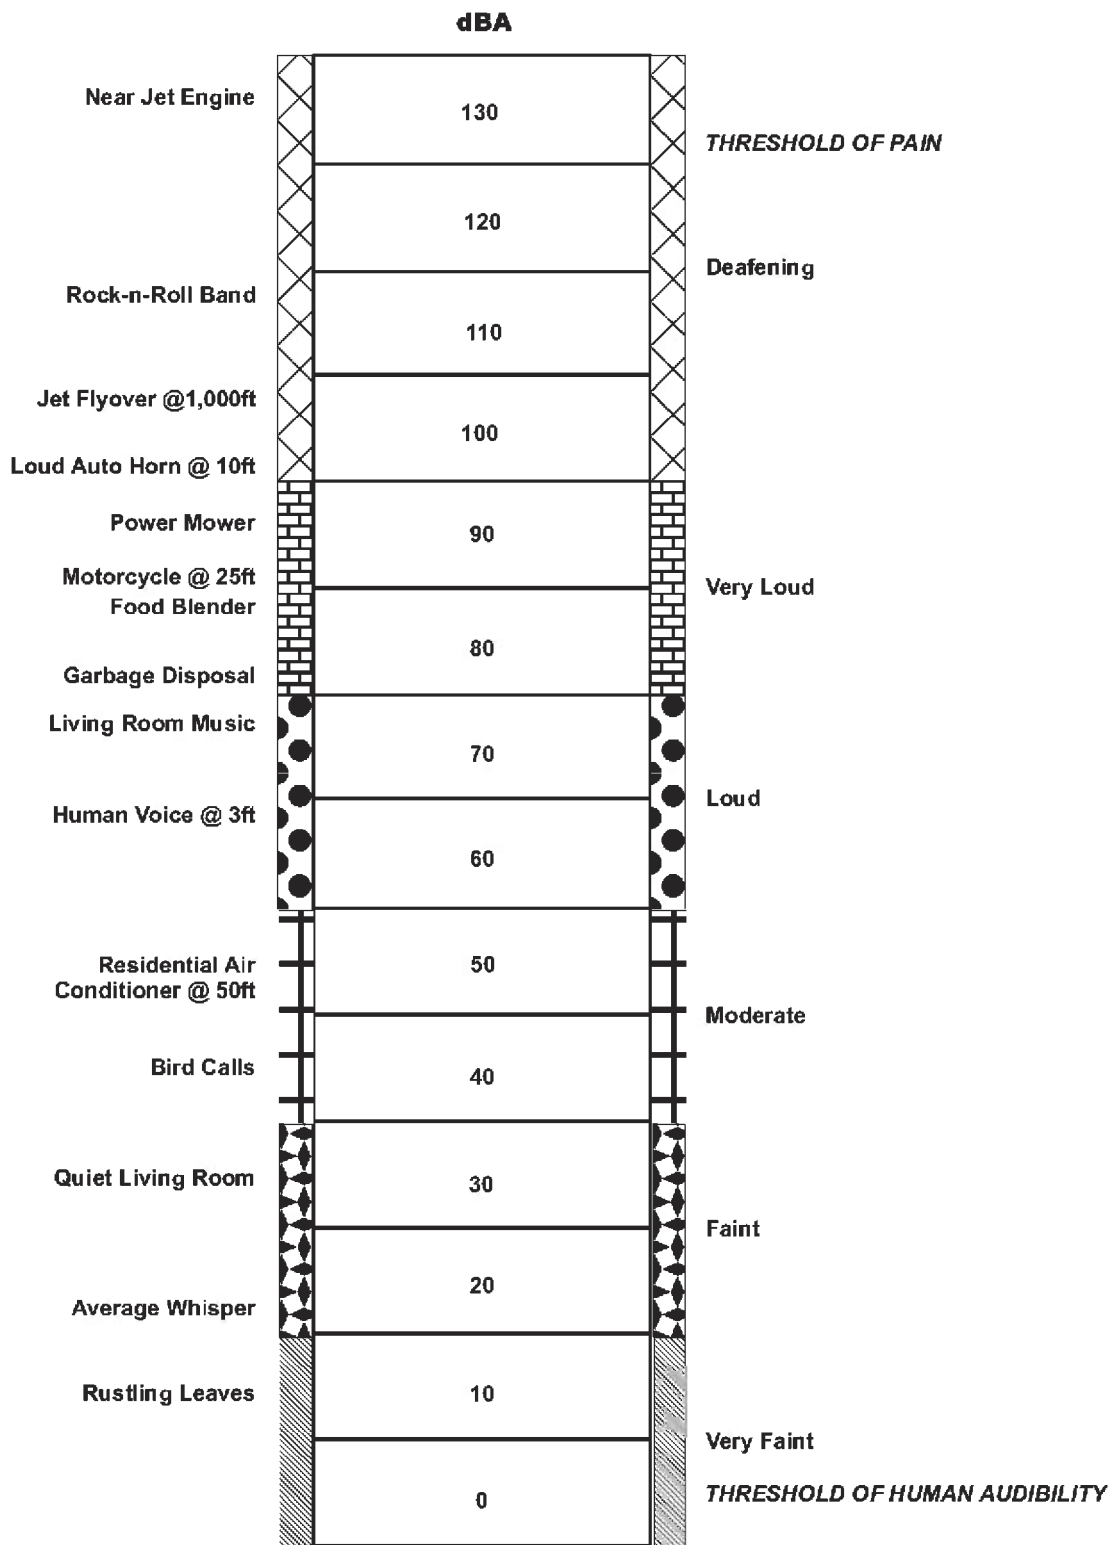 dBA
Near Jet Engine
130
THRESHOLD OF PAIN
120
Deafening
Rock-n-Roll Band
110
Jet Flyover @1,000ft
100
Loud Auto Horn @ 10ft
Power Mower
90
Motorcycle @ 25ft
Very Loud
Food Blender
80
Garbage Disposal
Living Room Music
70
Loud
Human Voice @ 3ft
60
50
Residential Air
Conditioner @ 50ft
Moderate
Bird Calls
40
Quiet Living Room
30
Faint
20
Average Whisper
Rustling Leaves
10
Very Faint
THRESHOLD OF HUMAN AUDIBILITY
0